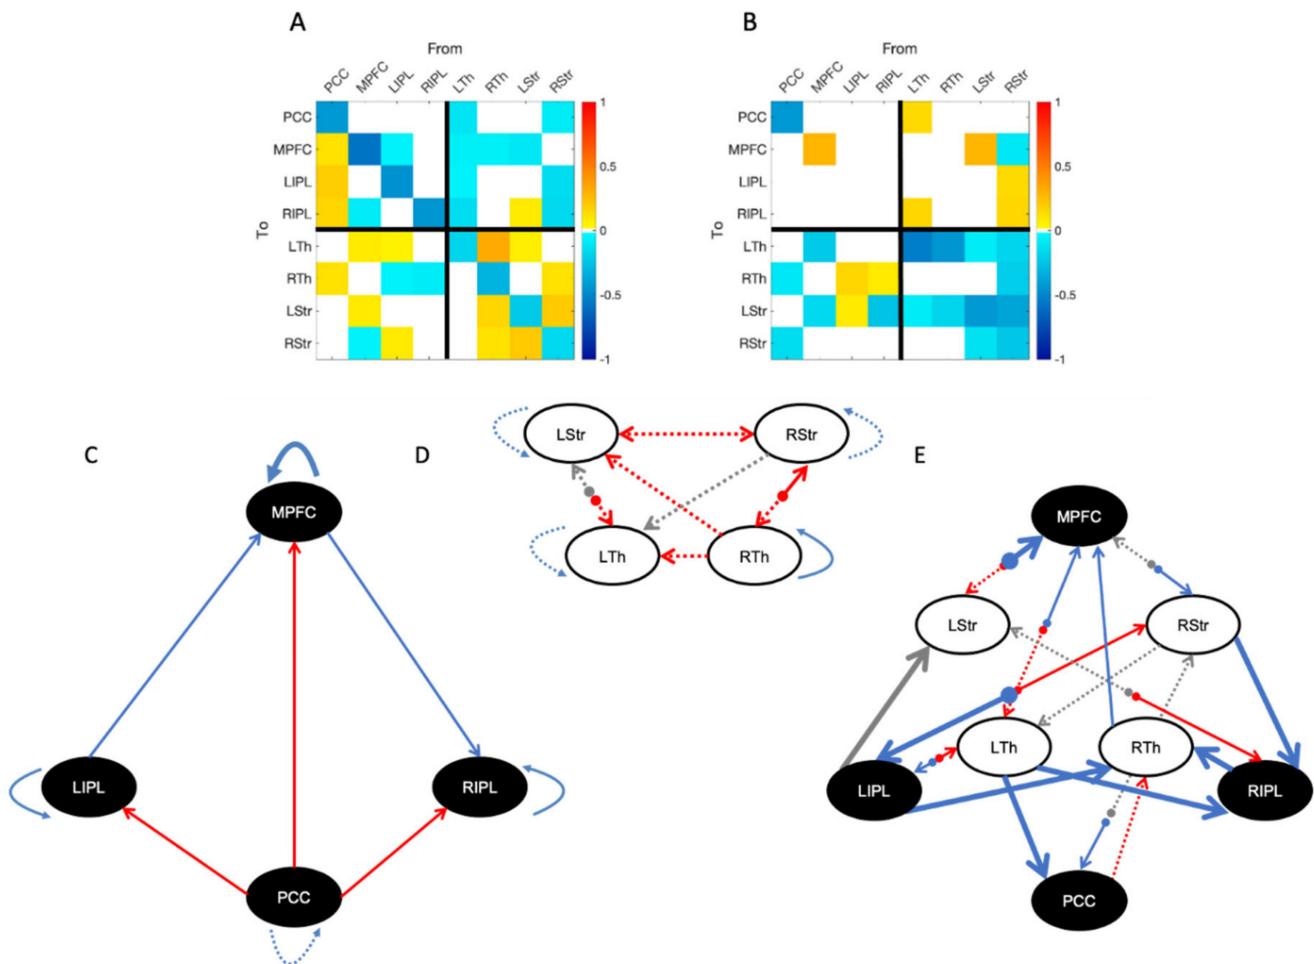 A
B
From
From
PCC MPFC LIPL RIPL LTh RTh LStr RStr
PCC MPFC LIPL RIPL LTh RTh LStr RStr
To
PCC
MPFC
LIPL
RIPL
LTh
RTh
LStr
RStr
1
0.5
0
-0.5
-1
To
PCC
MPFC
LIPL
RIPL
LTh
RTh
LStr
RStr
1
0.5
0
-0.5
-1
C
MPFC
LIPL
RIPL
PCC
D
LStr
RStr
LTh
RTh
E
MPFC
LStr
RStr
LTh
RTh
LIPL
RIPL
PCC